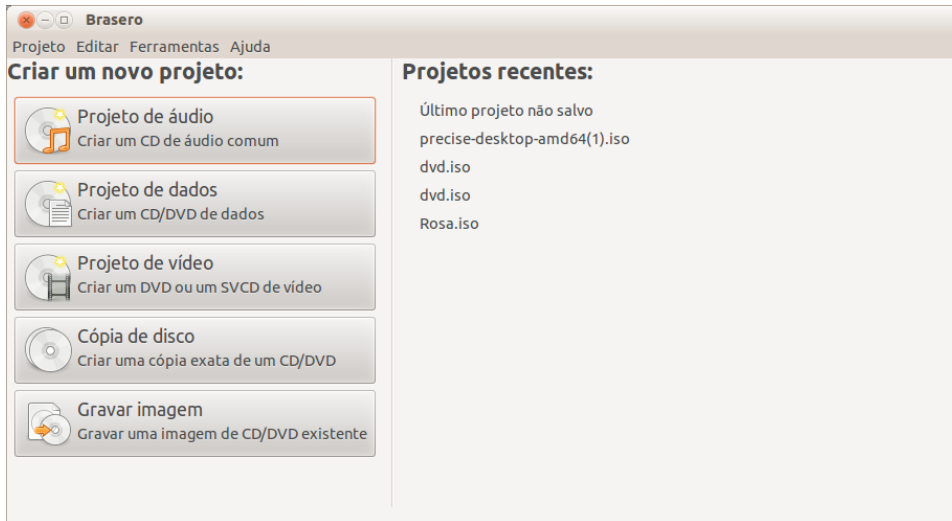 Brasero
Projeto Editar Ferramentas Ajuda
Criar um novo projeto:
Projeto de áudio
Criar um CD de áudio comum
Projeto de dados
Criar um CD/DVD de dados
Projeto de vídeo
Criar um DVD ou um SVCD de vídeo
Cópia de disco
Criar uma cópia exata de um CD/DVD
Gravar imagem
Gravar uma imagem de CD/DVD existente
Projetos recentes:
Último projeto não salvo
precise-desktop-amd64(1).iso
dvd.iso
dvd.iso
Rosa.iso